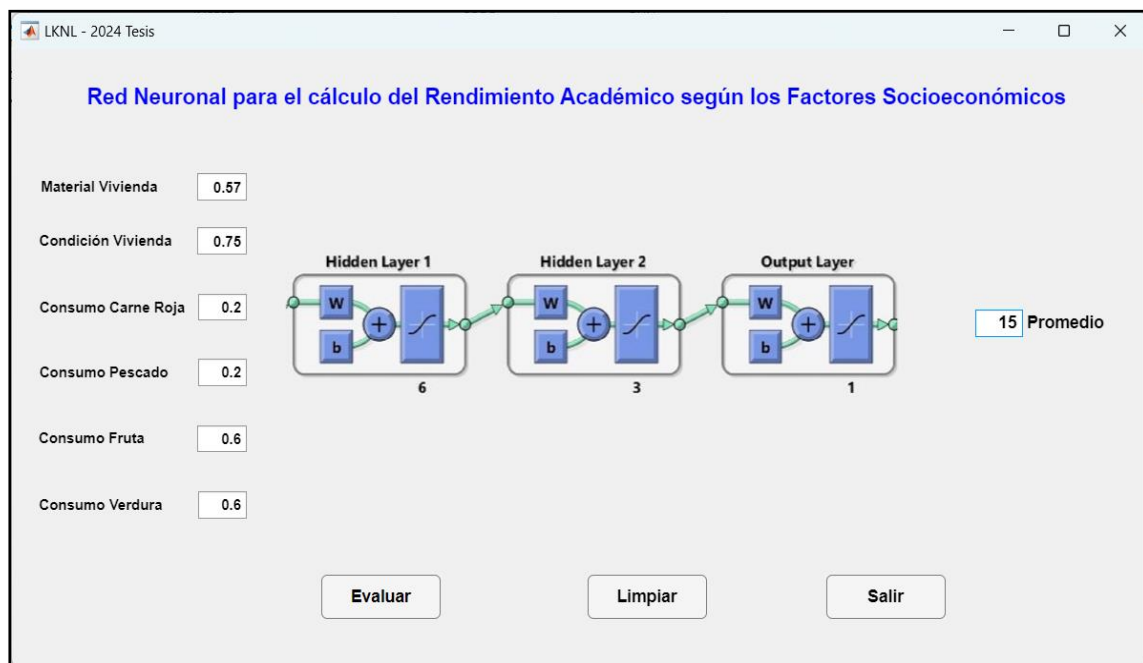 LKNL - 2024 Tesis
Red Neuronal para el cálculo del Rendimiento Académico según los Factores Socioeconómicos
Material Vivienda 0.57
Condición Vivienda 0.75
Consumo Carne Roja 0.2
Consumo Pescado 0.2
Consumo Fruta 0.6
Consumo Verdura 0.6
Hidden Layer 1 Hidden Layer 2 Output Layer
W W W
b b b
6 3 1
15 Promedio
Evaluar Limpiar Salir